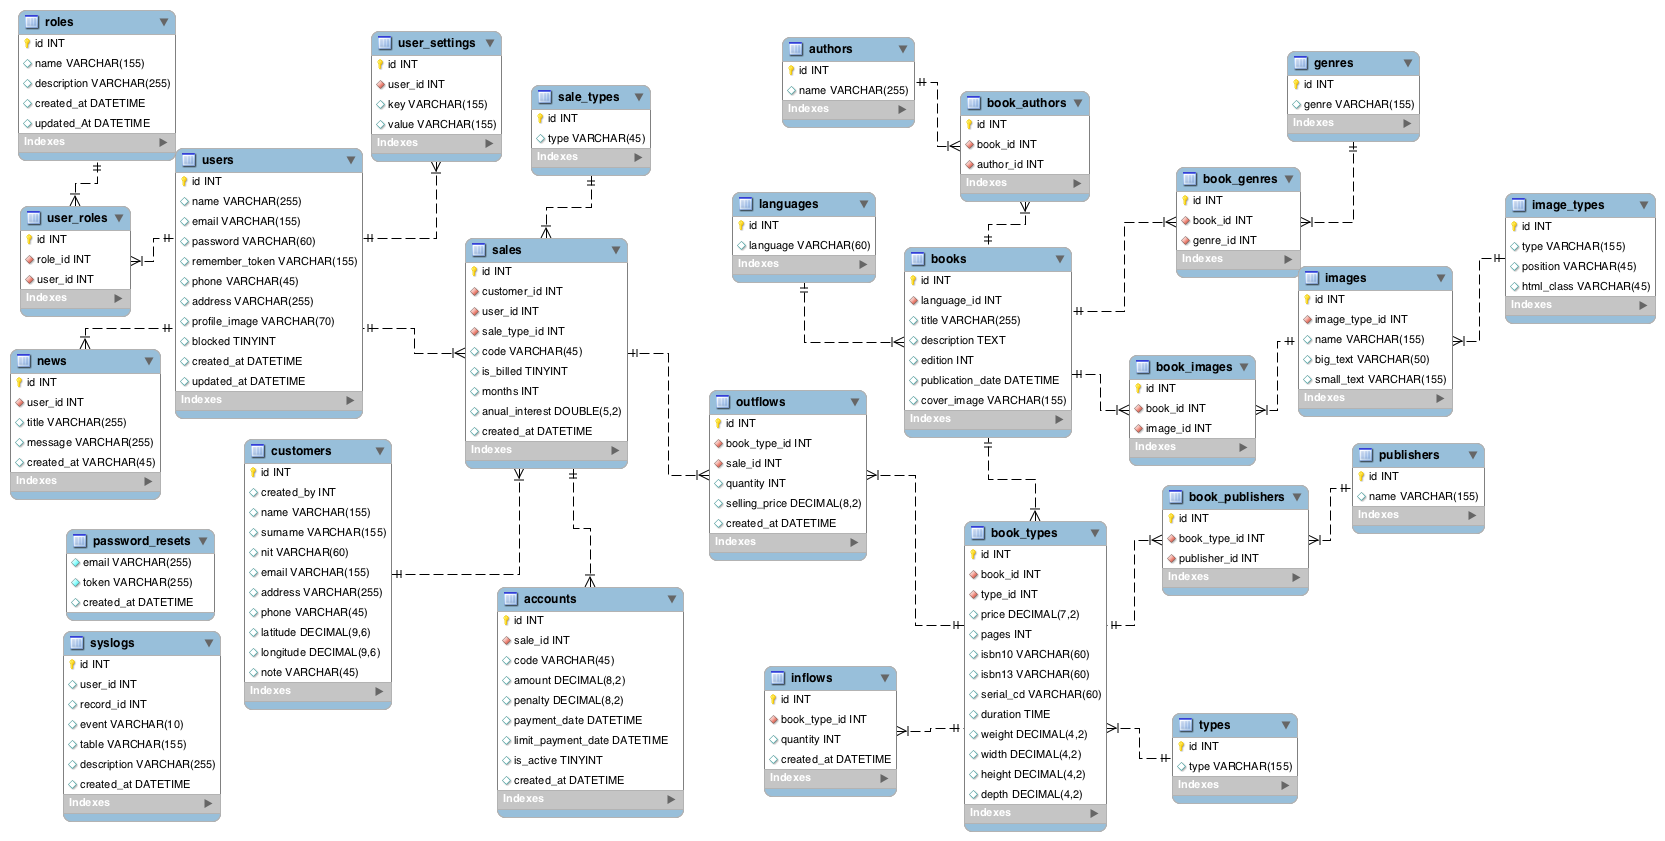 roles
id INT
name VARCHAR(155)
description VARCHAR(255)
created_at DATETIME
updated_At DATETIME
Indexes
user_settings
id INT
user_id INT
key VARCHAR(155)
value VARCHAR(155)
Indexes
sale_types
id INT
type VARCHAR(45)
Indexes
authors
id INT
name VARCHAR(255)
Indexes
book_authors
id INT
book_id INT
author_id INT
Indexes
genres
id INT
genre VARCHAR(155)
Indexes
users
id INT
name VARCHAR(255)
email VARCHAR(155)
password VARCHAR(60)
remember_token VARCHAR(155)
phone VARCHAR(45)
address VARCHAR(255)
profile_image VARCHAR(70)
blocked TINYINT
created_at DATETIME
updated_at DATETIME
Indexes
user_roles
id INT
role_id INT
user_id INT
Indexes
languages
id INT
language VARCHAR(60)
Indexes
book_genres
id INT
book_id INT
genre_id INT
Indexes
image_types
id INT
type VARCHAR(155)
position VARCHAR(45)
html_class VARCHAR(45)
Indexes
sales
id INT
customer_id INT
user_id INT
sale_type_id INT
code VARCHAR(45)
is_billed TINYINT
months INT
anual_interest DOUBLE(5,2)
created_at DATETIME
Indexes
books
id INT
language_id INT
title VARCHAR(255)
description TEXT
edition INT
publication_date DATETIME
cover_image VARCHAR(155)
Indexes
images
id INT
image_type_id INT
name VARCHAR(155)
big_text VARCHAR(50)
small_text VARCHAR(155)
Indexes
news
id INT
user_id INT
title VARCHAR(255)
message VARCHAR(255)
created_at VARCHAR(45)
Indexes
book_images
id INT
book_id INT
image_id INT
Indexes
outflows
id INT
book_type_id INT
sale_id INT
quantity INT
selling_price DECIMAL(8,2)
created_at DATETIME
Indexes
customers
id INT
created_by INT
name VARCHAR(155)
surname VARCHAR(155)
nit VARCHAR(60)
email VARCHAR(155)
address VARCHAR(255)
phone VARCHAR(45)
latitude DECIMAL(9,6)
longitude DECIMAL(9,6)
note VARCHAR(45)
Indexes
publishers
id INT
name VARCHAR(155)
Indexes
book_publishers
id INT
book_type_id INT
publisher_id INT
Indexes
password_resets
email VARCHAR(255)
token VARCHAR(255)
created_at DATETIME
book_types
id INT
book_id INT
type_id INT
price DECIMAL(7,2)
pages INT
isbn10 VARCHAR(60)
isbn13 VARCHAR(60)
serial_cd VARCHAR(60)
duration TIME
weight DECIMAL(4,2)
width DECIMAL(4,2)
height DECIMAL(4,2)
depth DECIMAL(4,2)
Indexes
accounts
id INT
sale_id INT
code VARCHAR(45)
amount DECIMAL(8,2)
penalty DECIMAL(8,2)
payment_date DATETIME
limit_payment_date DATETIME
is_active TINYINT
created_at DATETIME
Indexes
syslogs
id INT
user_id INT
record_id INT
event VARCHAR(10)
table VARCHAR(155)
description VARCHAR(255)
created_at DATETIME
Indexes
inflows
id INT
book_type_id INT
quantity INT
created_at DATETIME
Indexes
types
id INT
type VARCHAR(155)
Indexes